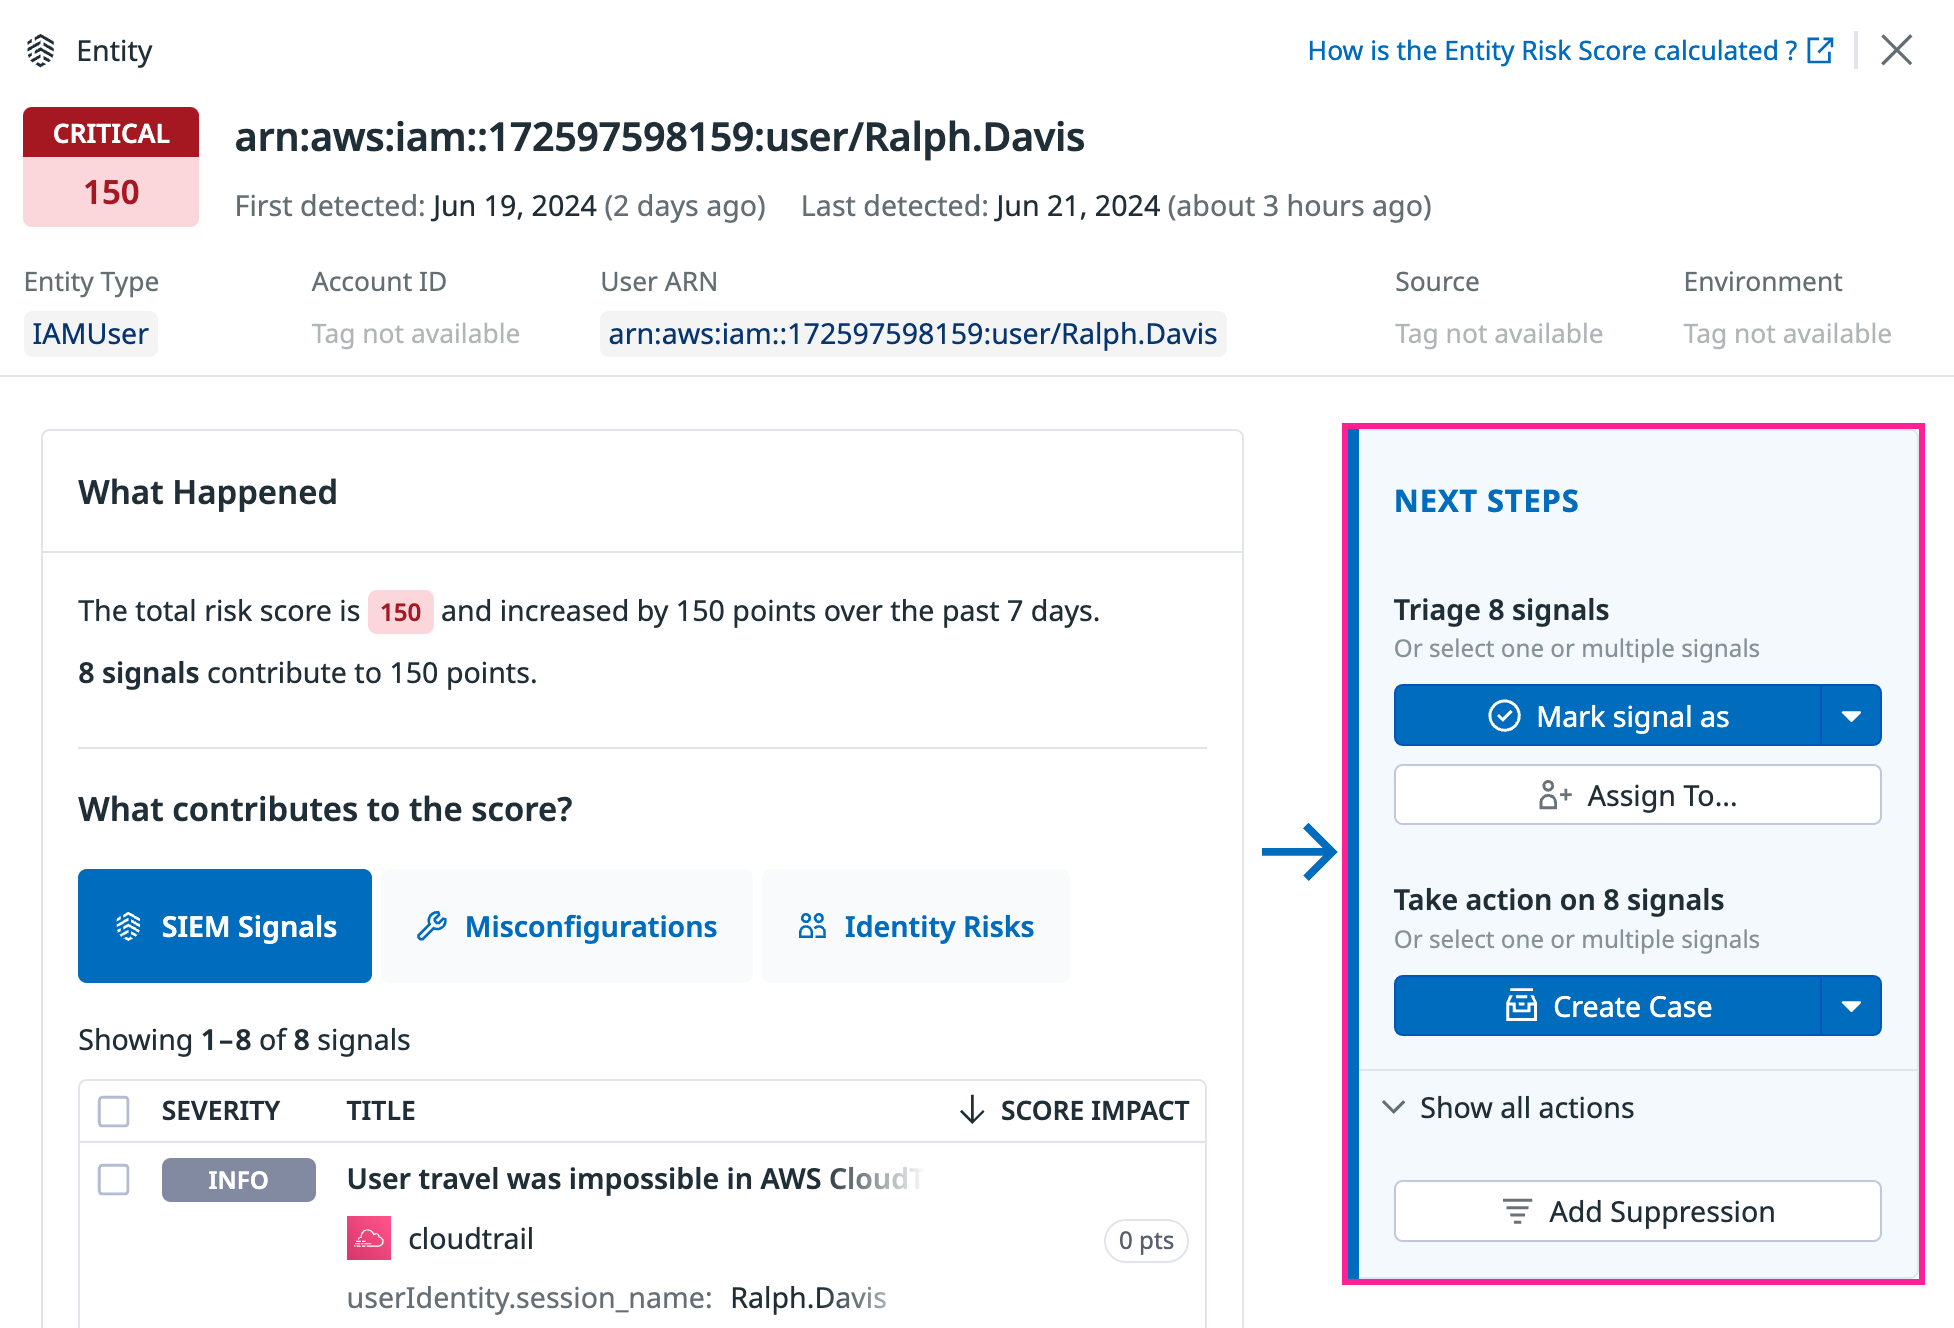 Entity
How is the Entity Risk Score calculated ?
CRITICAL
150
arn:aws:iam::172597598159:user/Ralph.Davis
First detected: Jun 19, 2024 (2 days ago) Last detected: Jun 21, 2024 (about 3 hours ago)
Entity Type Account ID User ARN Source Environment
IAMUser Tag not available arn:aws:iam::172597598159:user/Ralph.Davis Tag not available Tag not available
What Happened
The total risk score is 150 and increased by 150 points over the past 7 days.
8 signals contribute to 150 points.
What contributes to the score?
SIEM Signals Misconfigurations Identity Risks
Showing 1–8 of 8 signals
SEVERITY TITLE SCORE IMPACT
INFO User travel was impossible in AWS CloudT
cloudtrail
0 pts
userIdentity.session_name: Ralph.Davis
NEXT STEPS
Triage 8 signals
Or select one or multiple signals
Mark signal as
Assign To...
Take action on 8 signals
Or select one or multiple signals
Create Case
Show all actions
Add Suppression